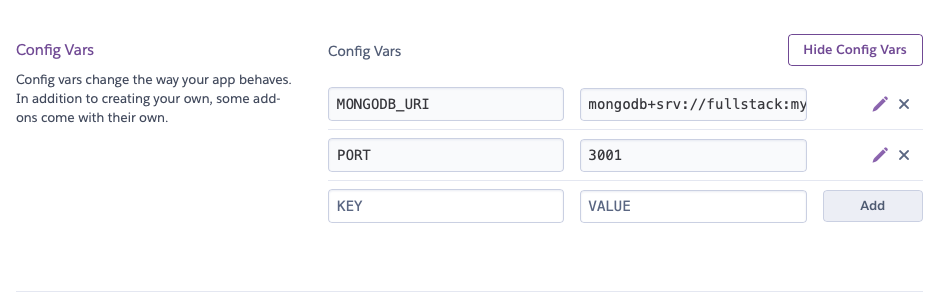 Config Vars
Config vars change the way your app behaves.
In addition to creating your own, some add-
ons come with their own.
Config Vars
Hide Config Vars
MONGODB_URI
mongodb+srv://fullstack:my
PORT
3001
KEY
VALUE
Add